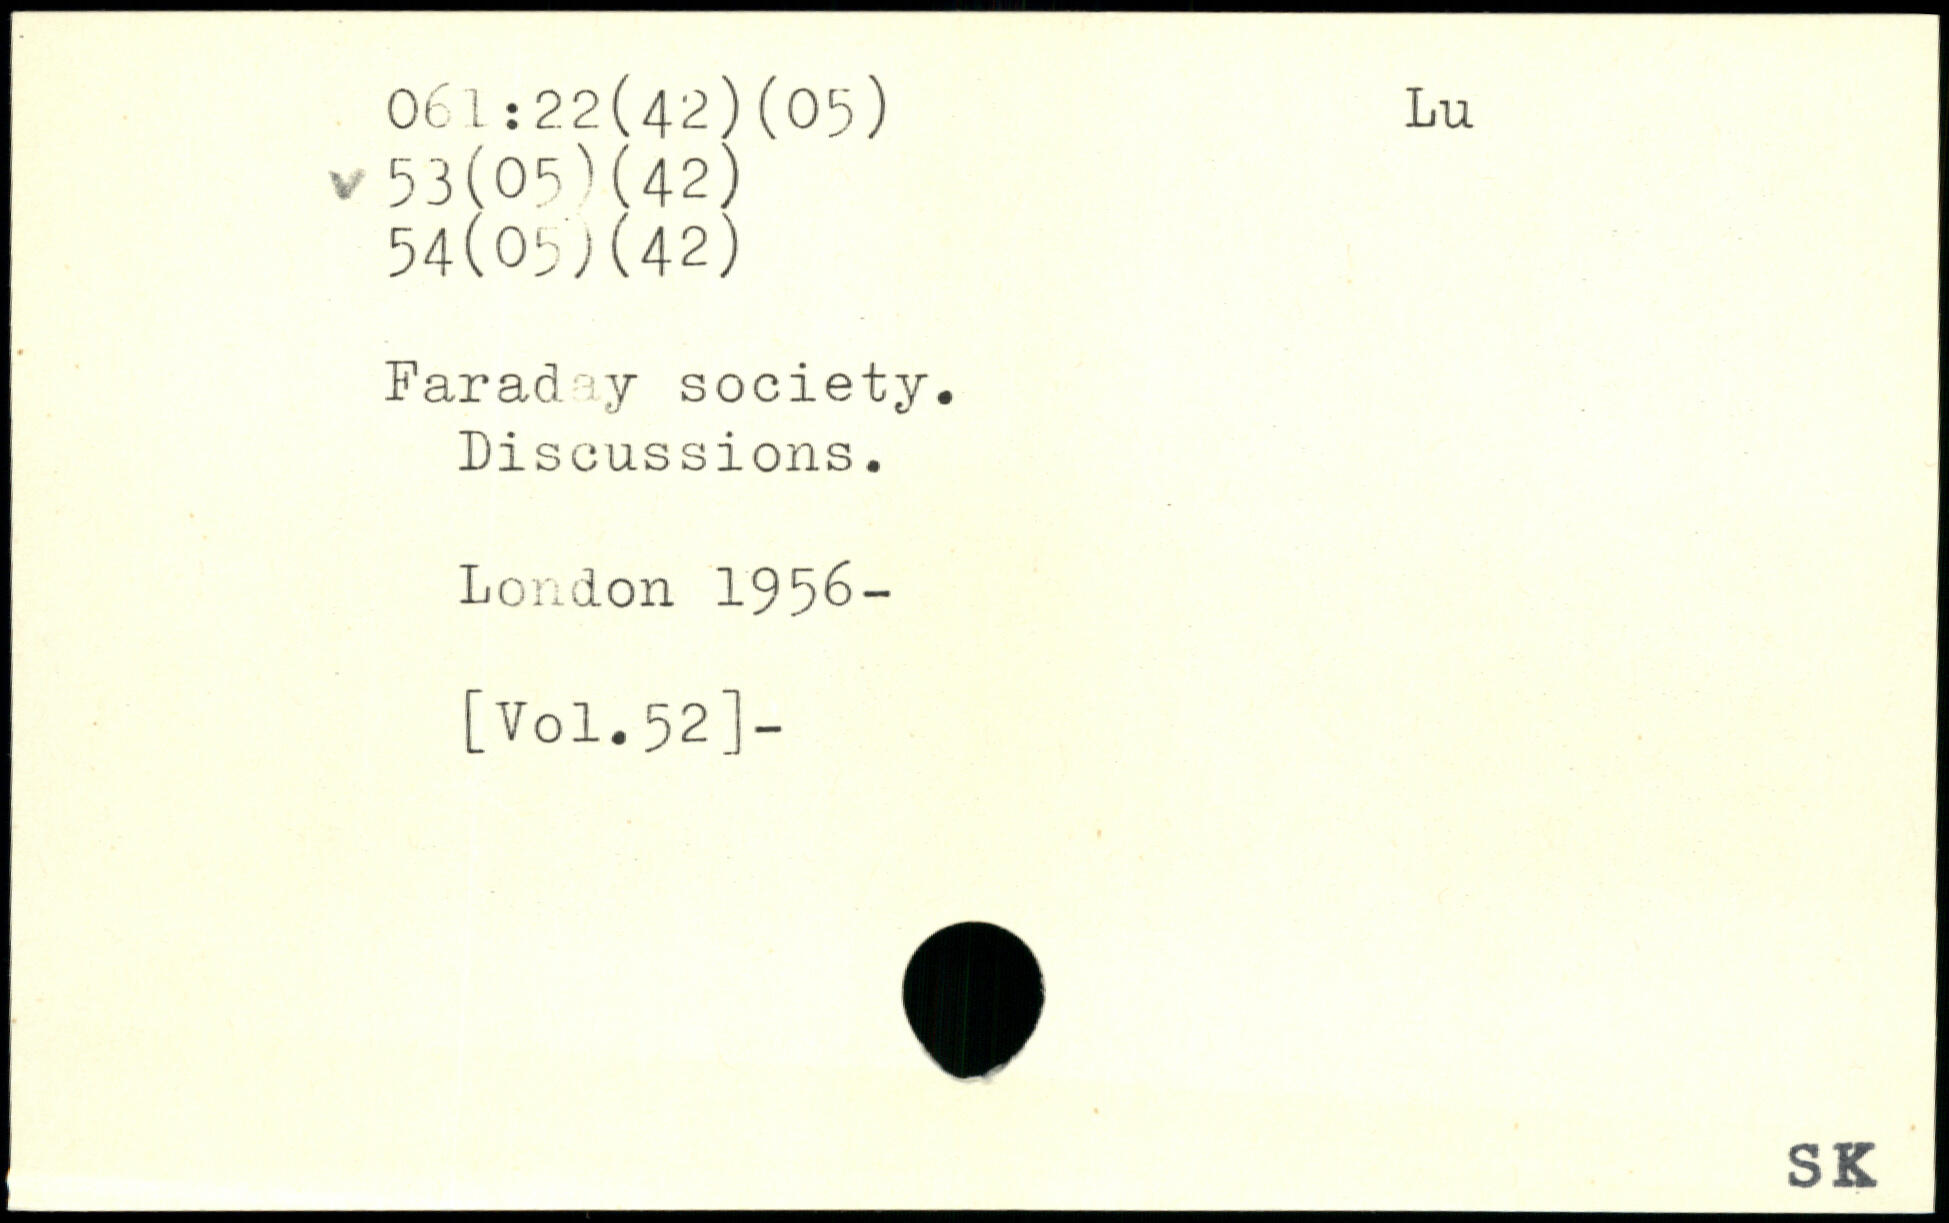 061:22(42)(05) Lu
v 53(05)(42)
54(05)(42)
Faraday society.
Discussions.
London 1956-
[Vol.52]-
SK